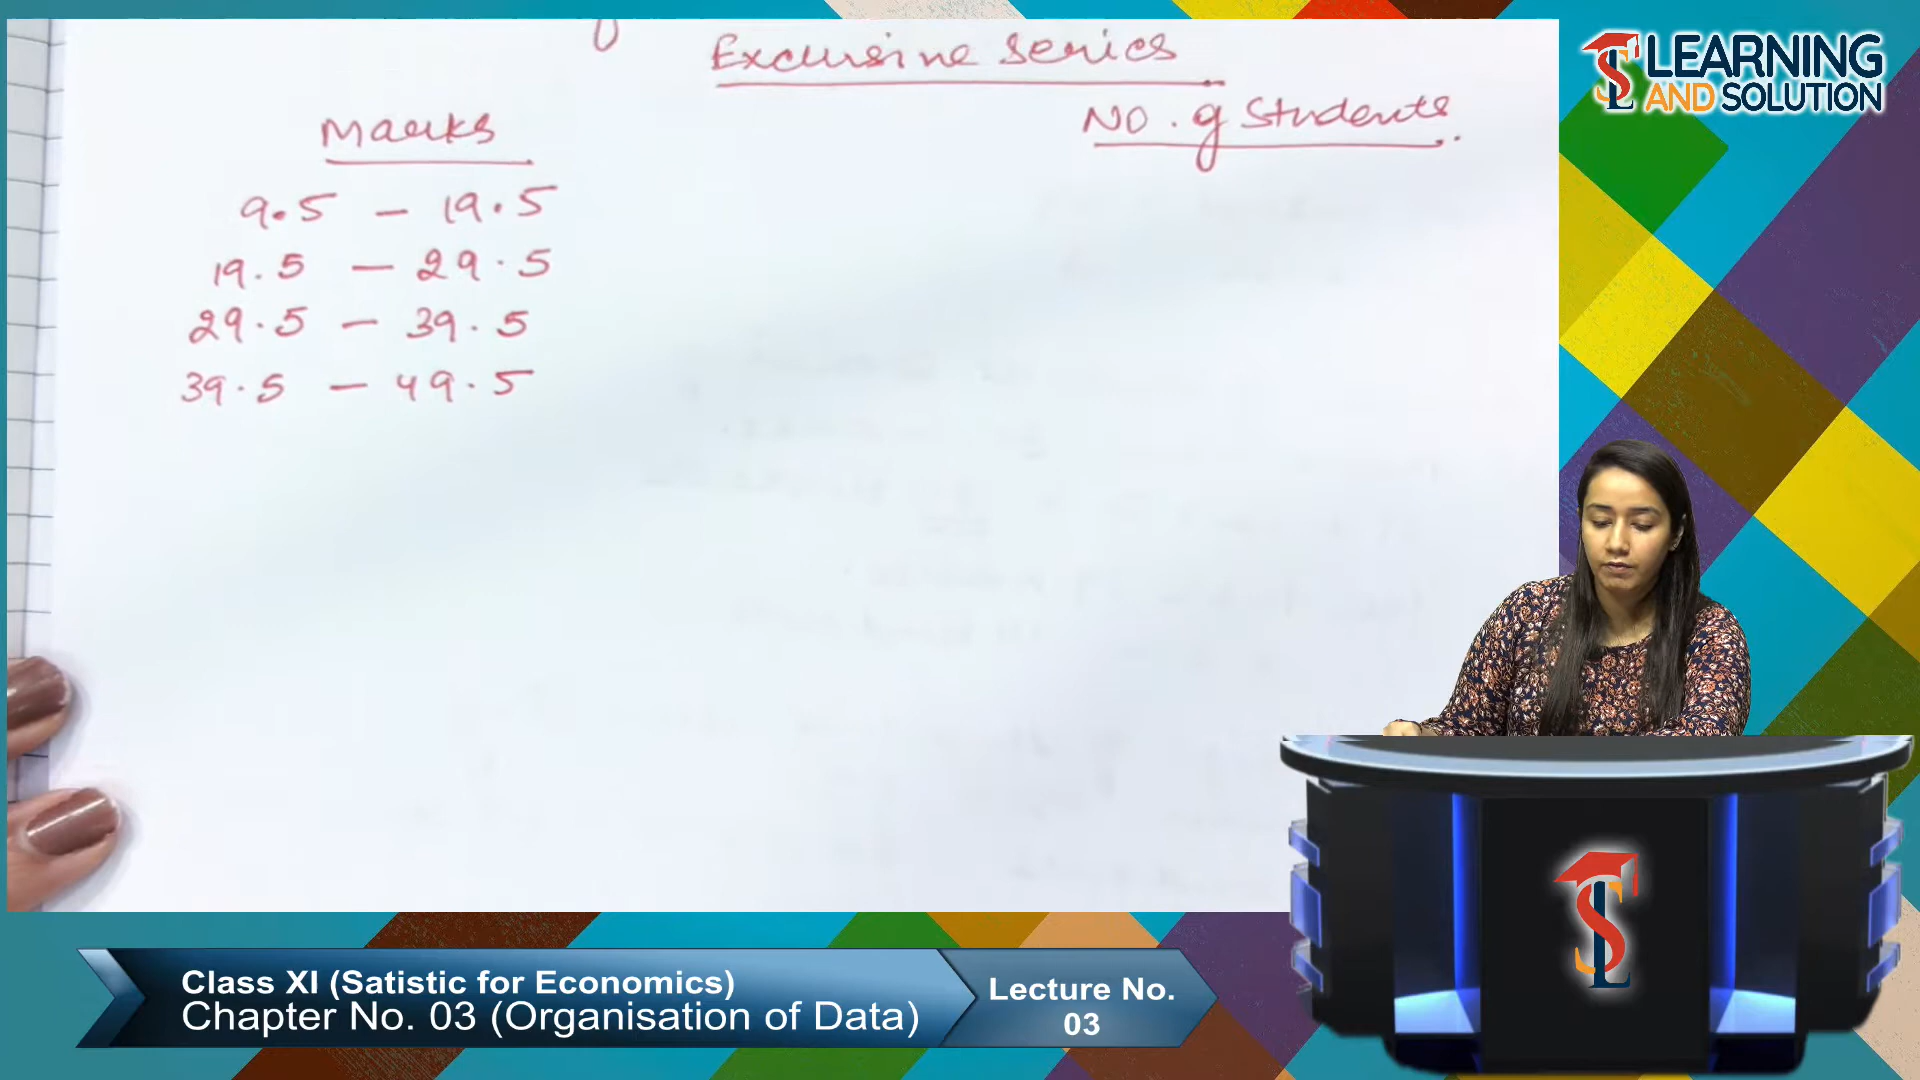 Exclusive series
Marks
No. of Students.
9.5 – 19.5
19.5 – 29.5
29.5 – 39.5
39.5 – 49.5
LEARNING
AND SOLUTION
Class XI (Satistic for Economics)
Chapter No. 03 (Organisation of Data)
Lecture No.
03